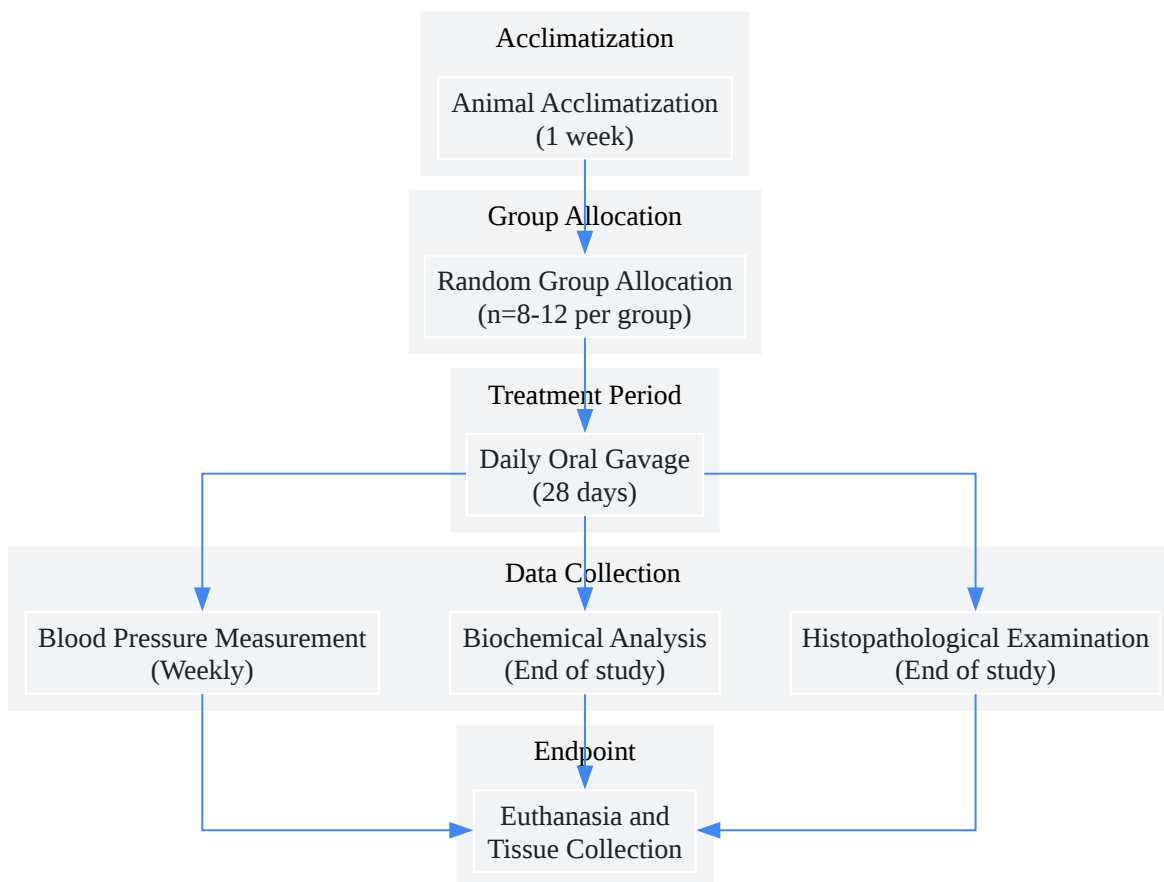 Acclimatization
Animal Acclimatization
(1 week)
Group Allocation
Random Group Allocation
(n=8-12 per group)
Treatment Period
Daily Oral Gavage
(28 days)
Data Collection
Blood Pressure Measurement
(Weekly)
Biochemical Analysis
(End of study)
Histopathological Examination
(End of study)
Endpoint
Euthanasia and
Tissue Collection